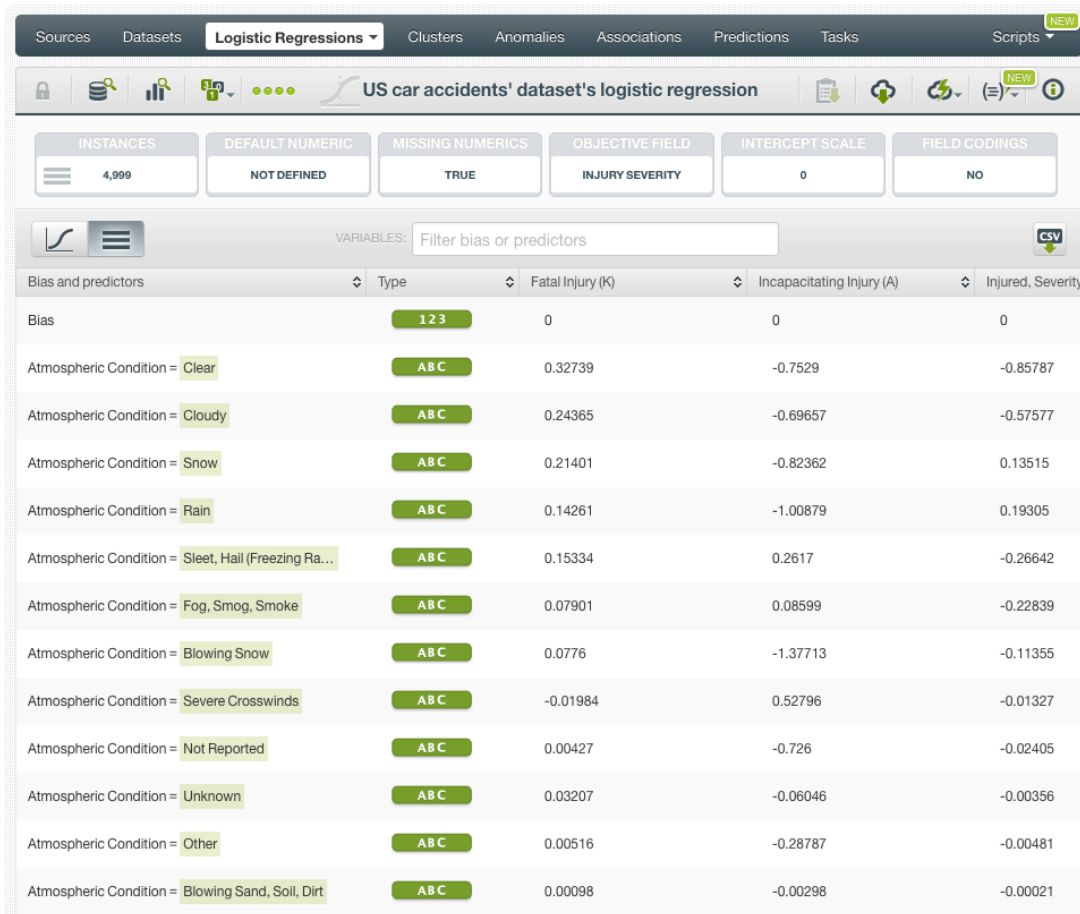 Sources Datasets Logistic Regressions Clusters Anomalies Associations Predictions Tasks Scripts NEW
US car accidents' dataset's logistic regression NEW
INSTANCES DEFAULT NUMERIC MISSING NUMERICS OBJECTIVE FIELD INTERCEPT SCALE FIELD CODINGS
4,999 NOT DEFINED TRUE INJURY SEVERITY 0 NO
VARIABLES: Filter bias or predictors CSV
Bias and predictors Type Fatal Injury (K) Incapacitating Injury (A) Injured, Severity
Bias 123 0 0 0
Atmospheric Condition = Clear ABC 0.32739 -0.7529 -0.85787
Atmospheric Condition = Cloudy ABC 0.24365 -0.69657 -0.57577
Atmospheric Condition = Snow ABC 0.21401 -0.82362 0.13515
Atmospheric Condition = Rain ABC 0.14261 -1.00879 0.19305
Atmospheric Condition = Sleet, Hail (Freezing Ra... ABC 0.15334 0.2617 -0.26642
Atmospheric Condition = Fog, Smog, Smoke ABC 0.07901 0.08599 -0.22839
Atmospheric Condition = Blowing Snow ABC 0.0776 -1.37713 -0.11355
Atmospheric Condition = Severe Crosswinds ABC -0.01984 0.52796 -0.01327
Atmospheric Condition = Not Reported ABC 0.00427 -0.726 -0.02405
Atmospheric Condition = Unknown ABC 0.03207 -0.06046 -0.00356
Atmospheric Condition = Other ABC 0.00516 -0.28787 -0.00481
Atmospheric Condition = Blowing Sand, Soil, Dirt ABC 0.00098 -0.00298 -0.00021